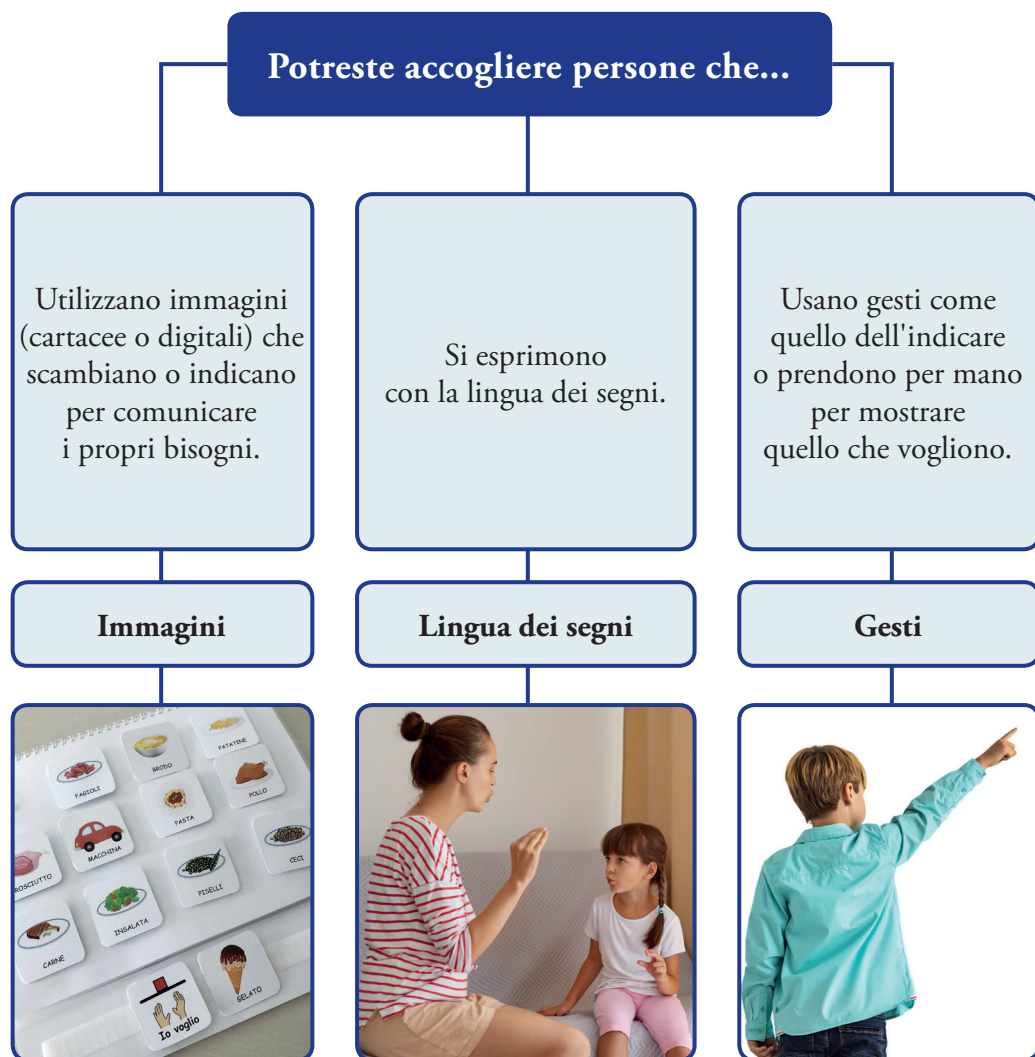 Potreste accogliere persone che...
Utilizzano immagini
(cartacee o digitali) che
scambiano o indicano
per comunicare
i propri bisogni.
Si esprimono
con la lingua dei segni.
Usano gesti come
quello dell'indicare
o prendono per mano
per mostrare
quello che vogliono.
Immagini
Lingua dei segni
Gesti
FAGIOLI
BRODO
PATATINE
MACCHINA
PASTA
POLLO
ROSCIUTTO
INSALATA
PISELLI
CECI
CARNE
Io voglio
GELATO